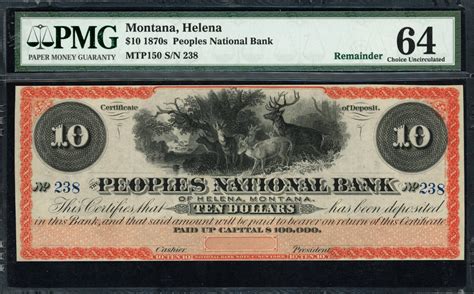 PMG
PAPER MONEY GUARANTY
Montana, Helena
$10 1870s Peoples National Bank
MTP150 S/N 238
Remainder
64
Choice Uncirculated
Certificate of Deposit.
10 10
No 238 No 238
THE PEOPLES NATIONAL BANK
OF HELENA, MONTANA.
This Certifies that TEN DOLLARS has been deposited
in this Bank, and that said amount will be paid to bearer on return of this Certificate
PAID UP CAPITAL $100,000.
Cashier President